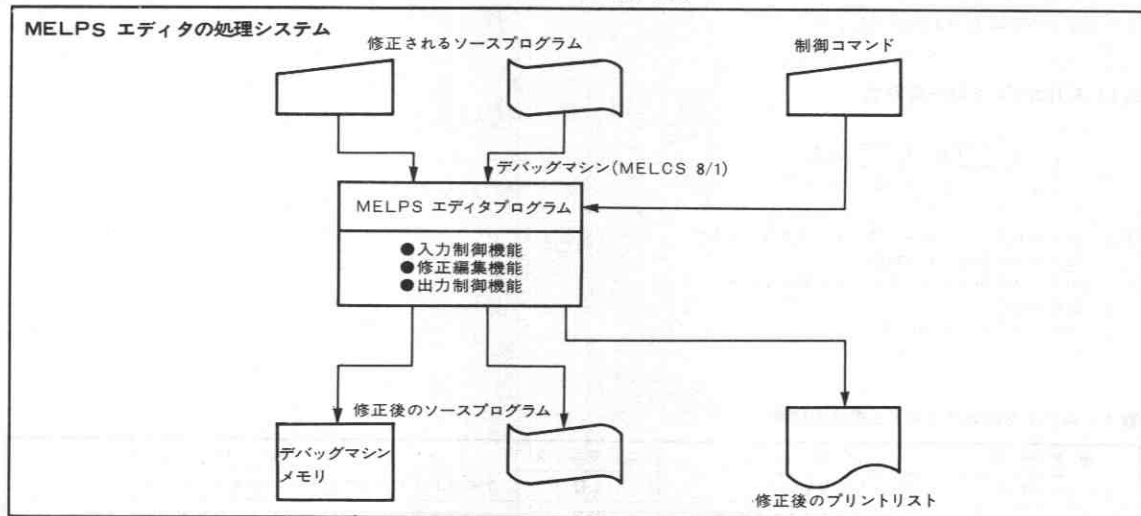 MELPS エディタの処理システム
修正されるソースプログラム
制御コマンド
デバッグマシン(MELCS 8/1)
MELPS エディタプログラム
●入力制御機能
●修正編集機能
●出力制御機能
修正後のソースプログラム
デバッグマシン
メモリ
修正後のプリントリスト